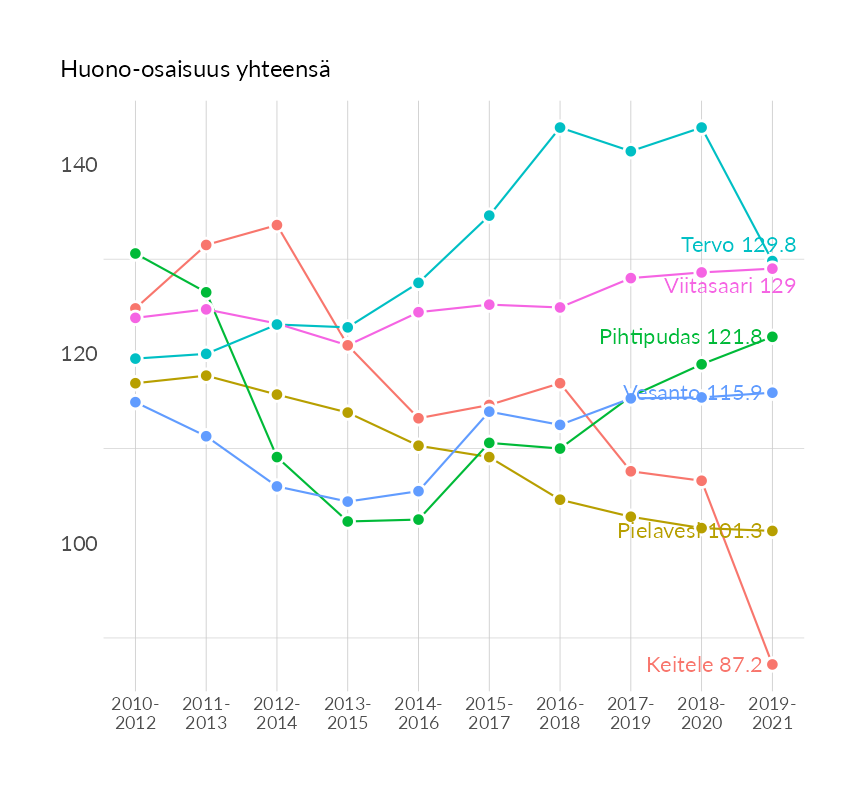 Huono-osaisuus yhteensä
140
120
100
Tervo 129.8
Viitasaari 129
Pihtipudas 121.8
Vesanto 115.9
Pielavesi 101.3
Keitele 87.2
2010- 2011- 2012- 2013- 2014- 2015- 2016- 2017- 2018- 2019-
2012 2013 2014 2015 2016 2017 2018 2019 2020 2021